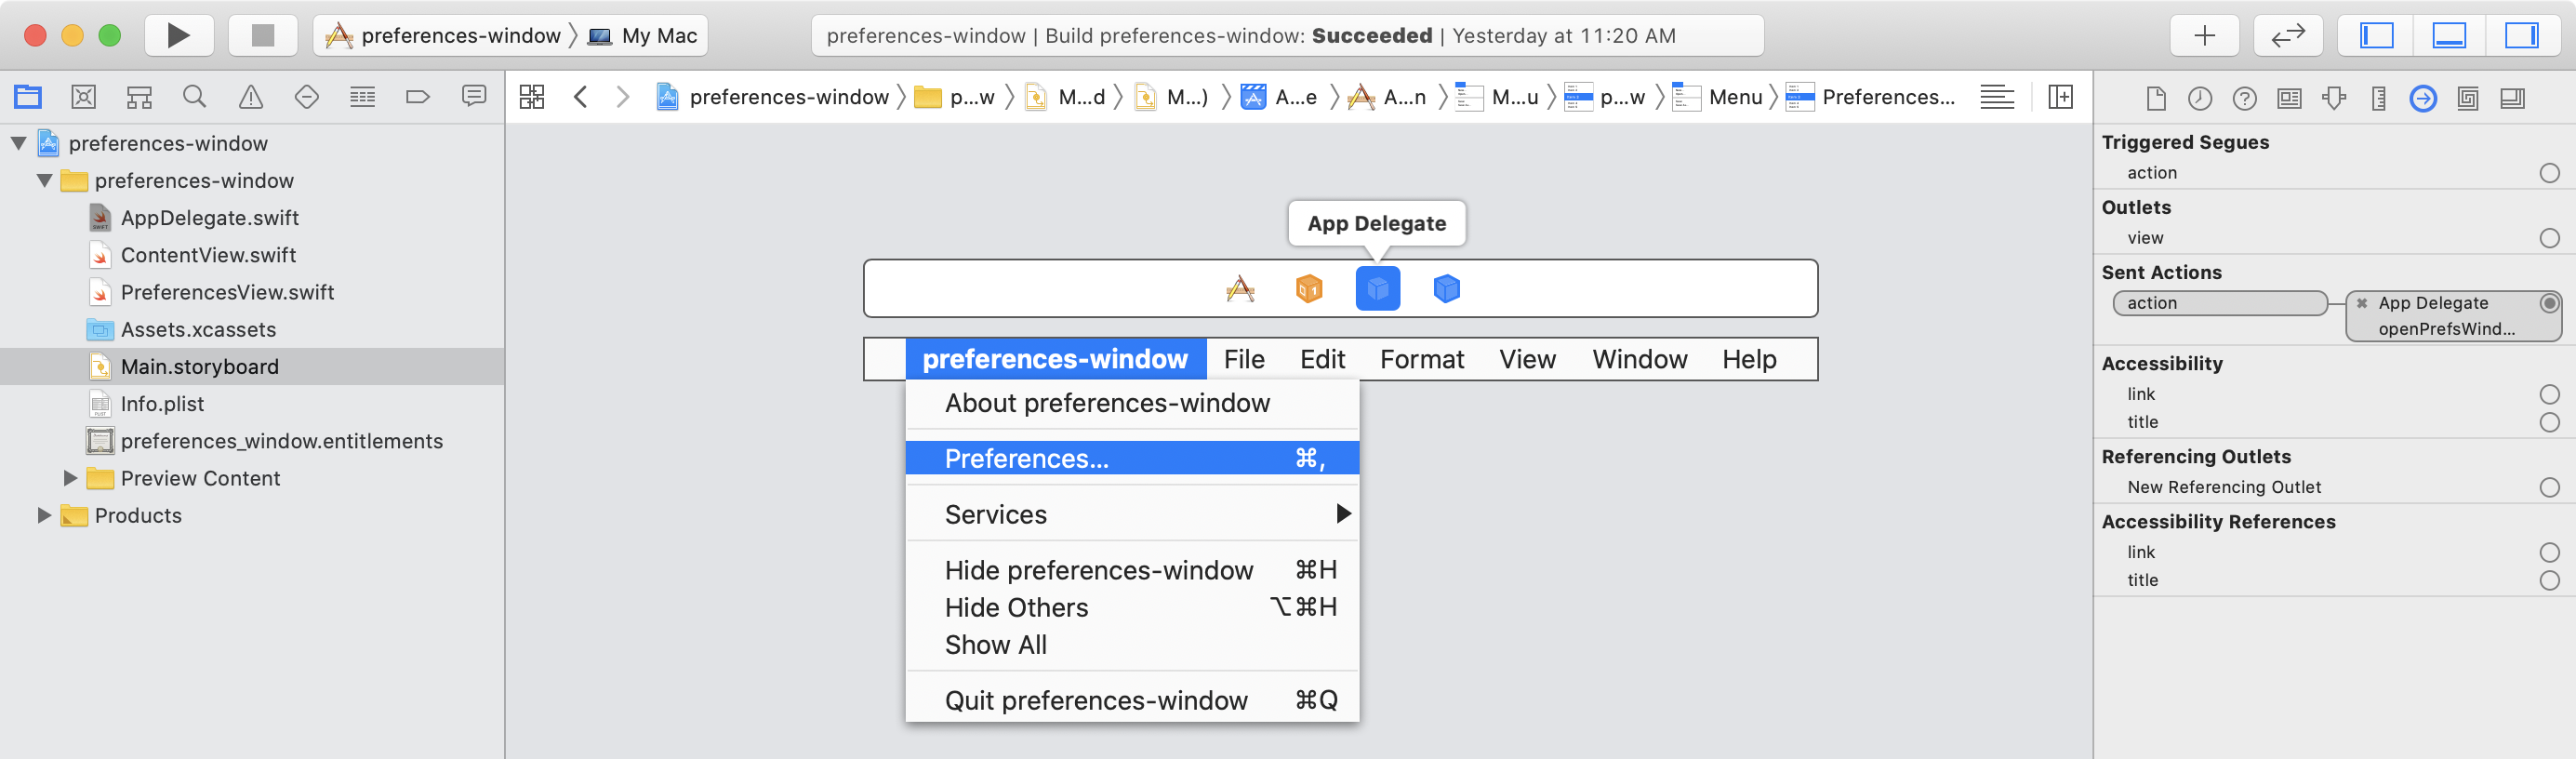 preferences-window 〉 My Mac
preferences-window | Build preferences-window: Succeeded | Yesterday at 11:20 AM
preferences-window 〉 p...w 〉 M...d 〉 M...) 〉 A...e 〉 A...n 〉 M...u 〉 p...w 〉 Menu 〉 Preferences...
preferences-window
preferences-window
AppDelegate.swift
ContentView.swift
PreferencesView.swift
Assets.xcassets
Main.storyboard
Info.plist
preferences_window.entitlements
Preview Content
Products
App Delegate
preferences-window File Edit Format View Window Help
About preferences-window
Preferences... ⌘,
Services
Hide preferences-window ⌘H
Hide Others ⌥⌘H
Show All
Quit preferences-window ⌘Q
Triggered Segues
action
Outlets
view
Sent Actions
action
App Delegate
openPrefsWind...
Accessibility
link
title
Referencing Outlets
New Referencing Outlet
Accessibility References
link
title